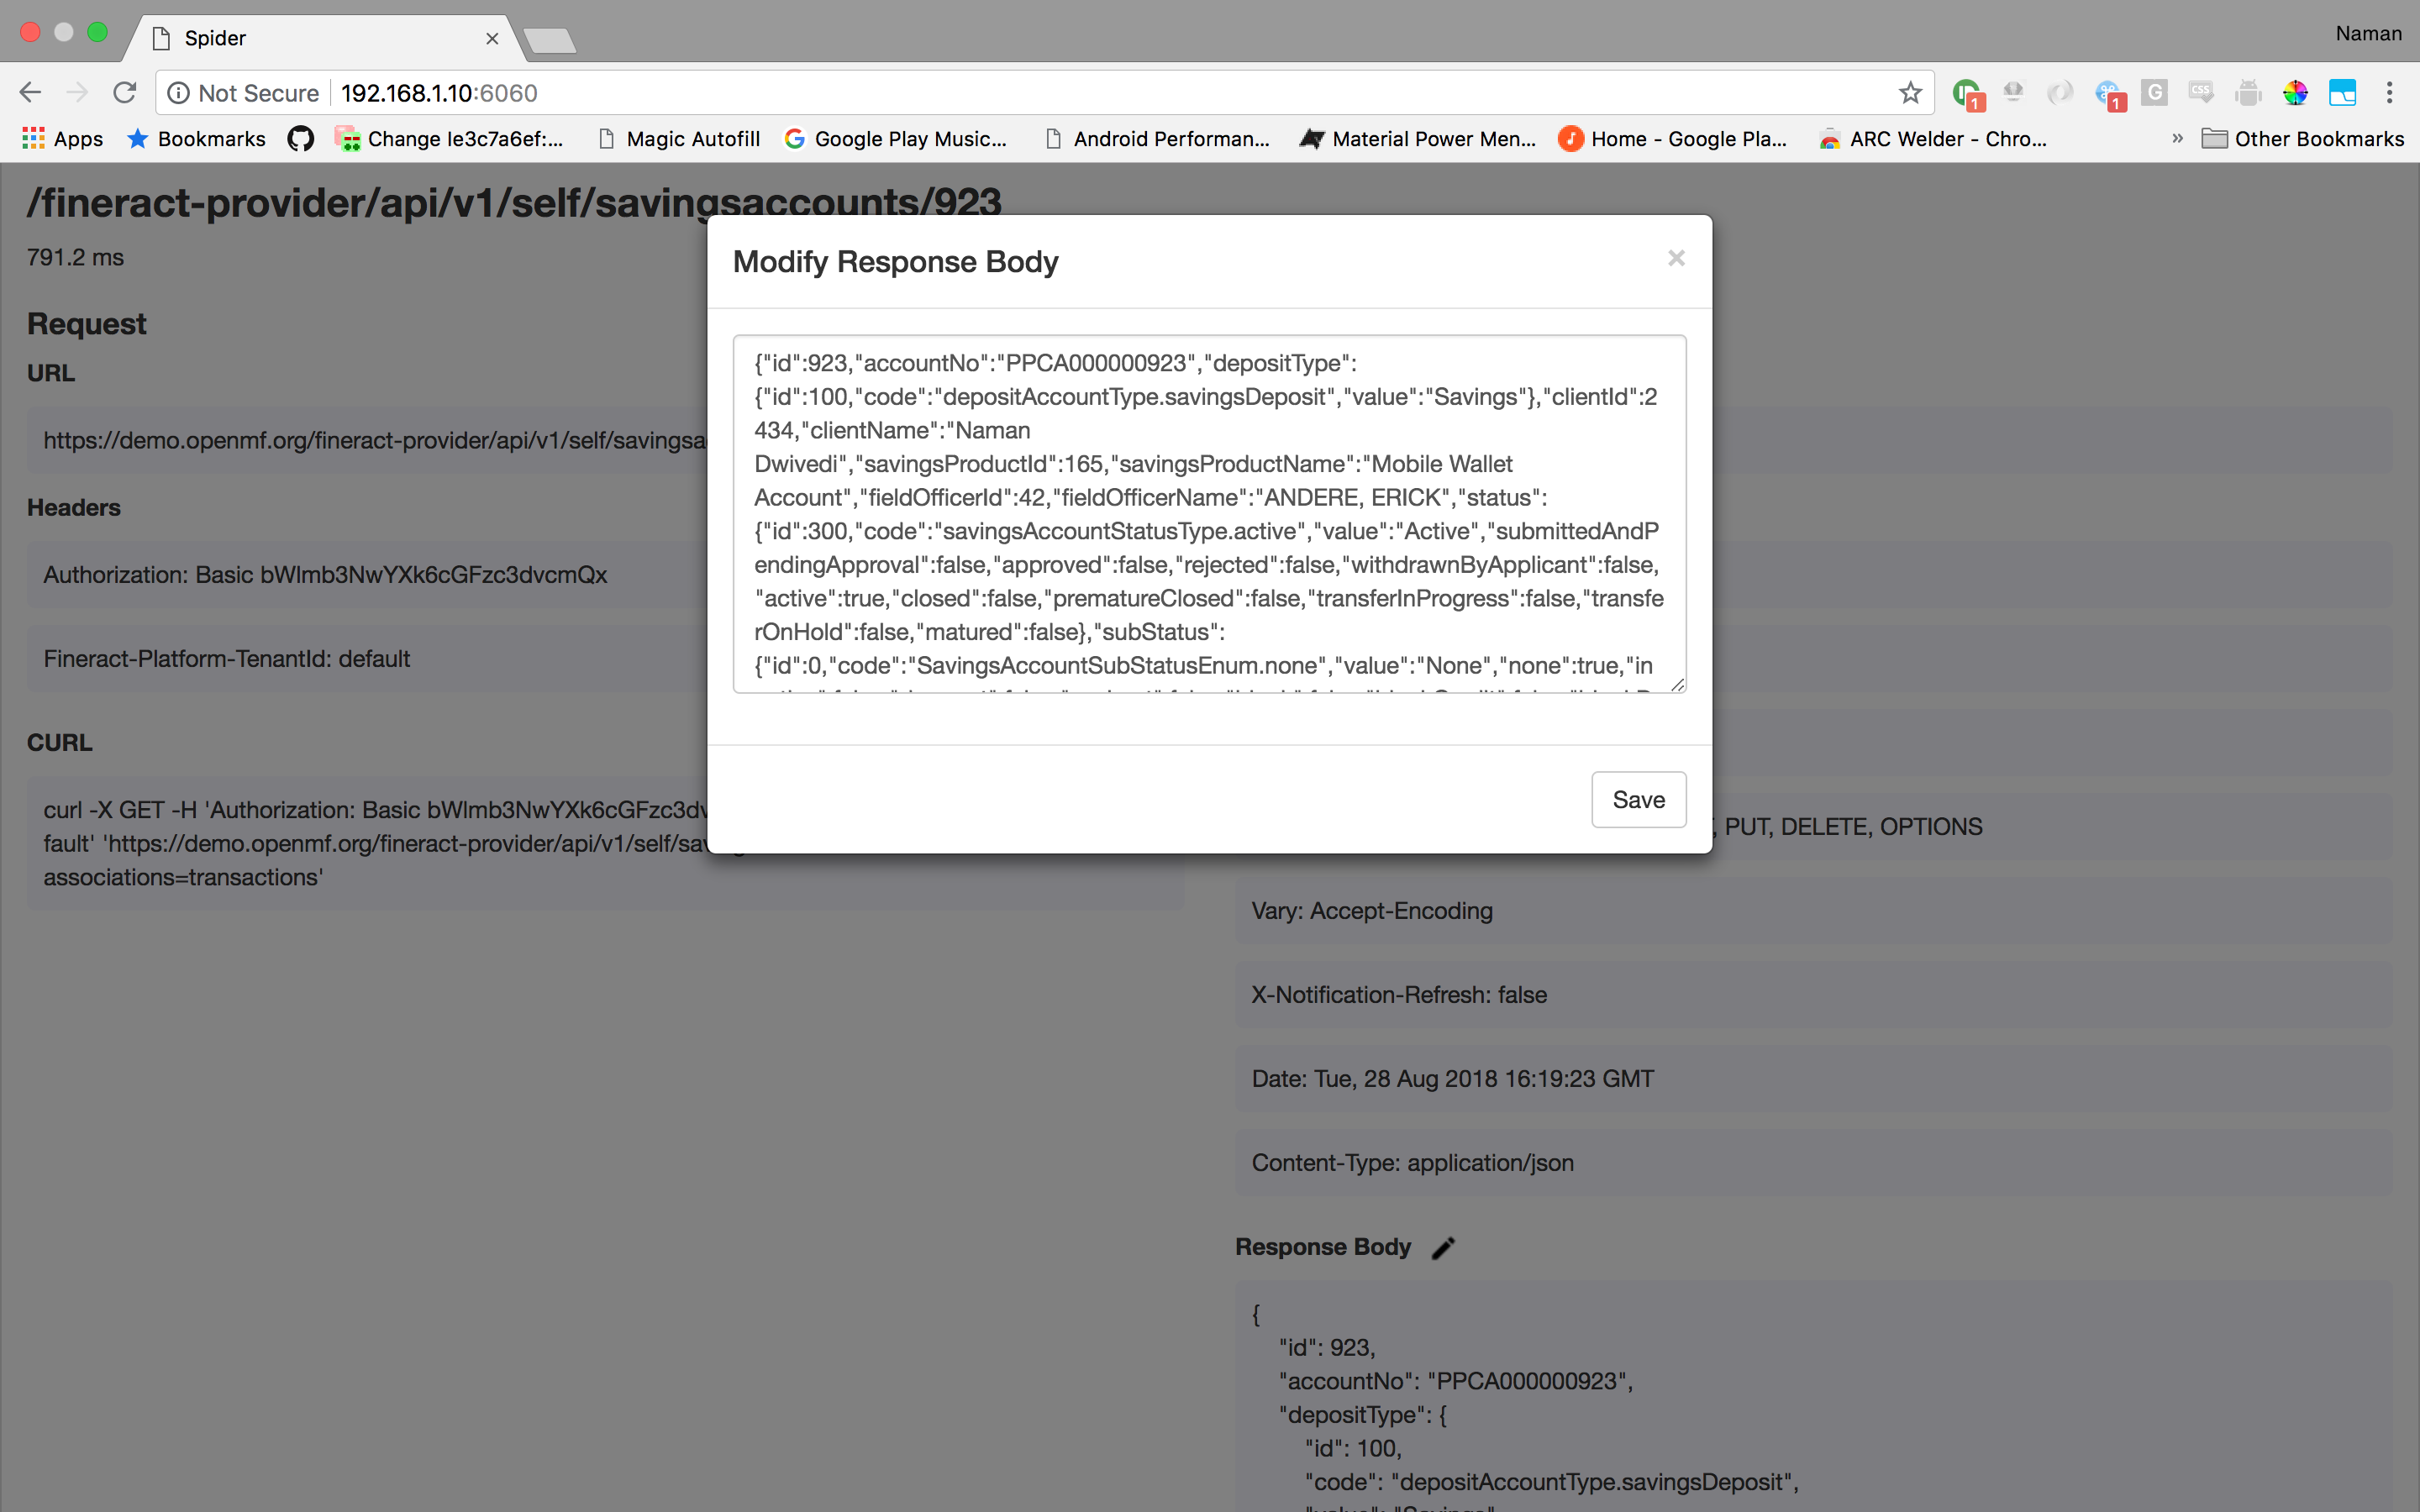 Spider
Naman
Not Secure
192.168.1.10:6060
Apps
Bookmarks
Change Ie3c7a6ef:...
Magic Autofill
Google Play Music...
Android Performan...
Material Power Men...
Home - Google Pla...
ARC Welder - Chro...
»
Other Bookmarks
/fineract-provider/api/v1/self/savingsaccounts/923
791.2 ms
Request
URL
https://demo.openmf.org/fineract-provider/api/v1/self/savingsa
Headers
Authorization: Basic bWlmb3NwYXk6cGFzc3dvcmQx
Fineract-Platform-TenantId: default
CURL
curl -X GET -H 'Authorization: Basic bWlmb3NwYXk6cGFzc3dv
fault' 'https://demo.openmf.org/fineract-provider/api/v1/self/sav
associations=transactions'
Modify Response Body
×
{"id":923,"accountNo":"PPCA000000923","depositType":
{"id":100,"code":"depositAccountType.savingsDeposit","value":"Savings"},"clientId":2
434,"clientName":"Naman
Dwivedi","savingsProductId":165,"savingsProductName":"Mobile Wallet
Account","fieldOfficerId":42,"fieldOfficerName":"ANDERE, ERICK","status":
{"id":300,"code":"savingsAccountStatusType.active","value":"Active","submittedAndP
endingApproval":false,"approved":false,"rejected":false,"withdrawnByApplicant":false,
"active":true,"closed":false,"prematureClosed":false,"transferInProgress":false,"transfe
rOnHold":false,"matured":false},"subStatus":
{"id":0,"code":"SavingsAccountSubStatusEnum.none","value":"None","none":true,"in
Save
PUT, DELETE, OPTIONS
Vary: Accept-Encoding
X-Notification-Refresh: false
Date: Tue, 28 Aug 2018 16:19:23 GMT
Content-Type: application/json
Response Body
{
"id": 923,
"accountNo": "PPCA000000923",
"depositType": {
"id": 100,
"code": "depositAccountType.savingsDeposit",